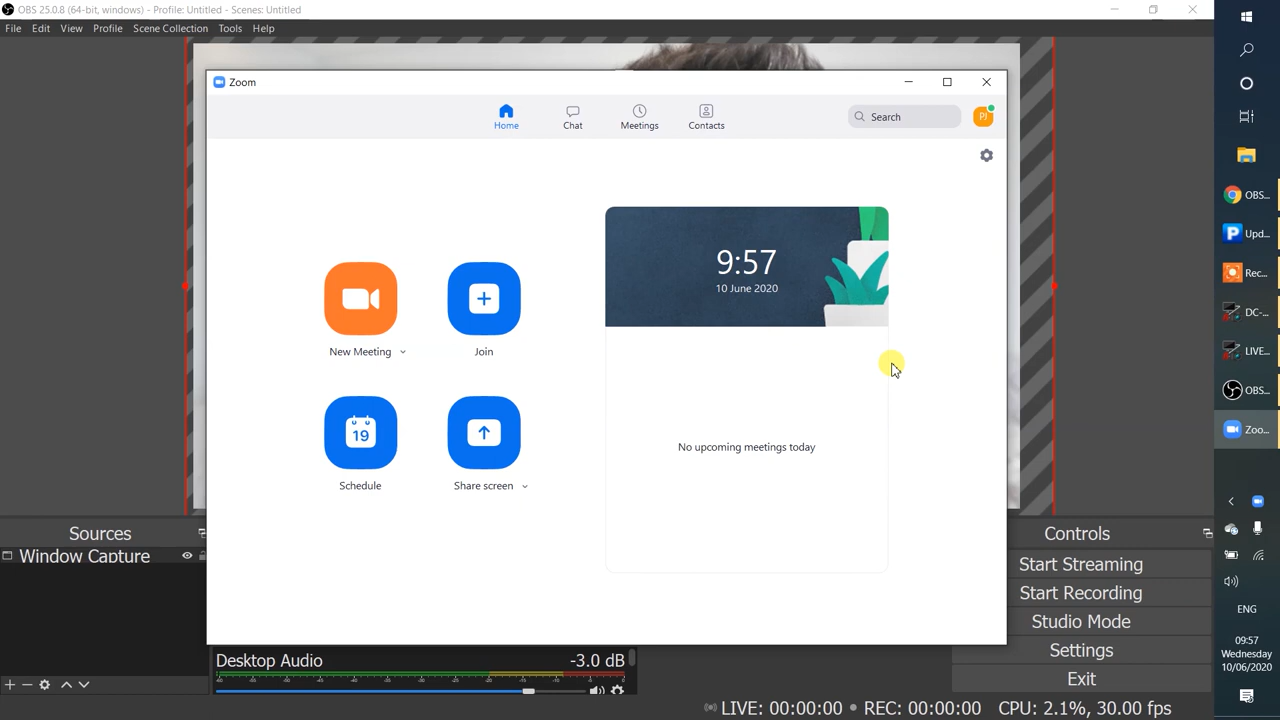 OBS 25.0.8 (64-bit, windows) - Profile: Untitled - Scenes: Untitled
File Edit View Profile Scene Collection Tools Help
Zoom
Home Chat Meetings Contacts
Search
PJ
9:57
10 June 2020
New Meeting Join
19
Schedule Share screen
No upcoming meetings today
Sources
Window Capture
Desktop Audio -3.0 dB
Controls
Start Streaming
Start Recording
Studio Mode
Settings
Exit
LIVE: 00:00:00 REC: 00:00:00 CPU: 2.1%, 30.00 fps
OBS...
Upd...
Rec...
DC-...
LIVE...
OBS...
Zoo...
ENG
09:57
Wednesday
10/06/2020